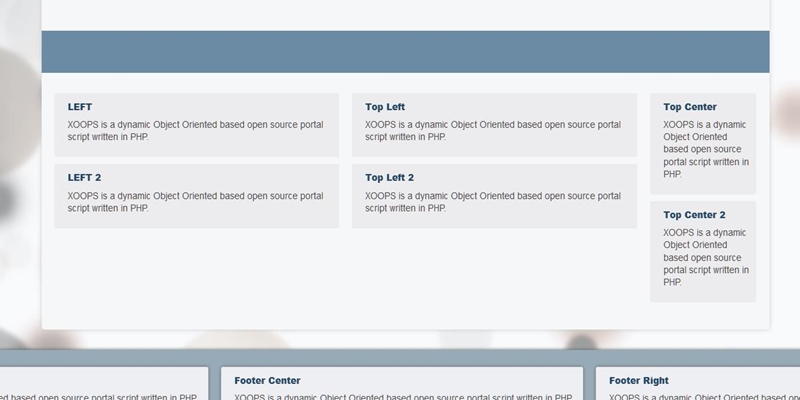 LEFT
XOOPS is a dynamic Object Oriented based open source portal
script written in PHP.
LEFT 2
XOOPS is a dynamic Object Oriented based open source portal
script written in PHP.
Top Left
XOOPS is a dynamic Object Oriented based open source portal
script written in PHP.
Top Left 2
XOOPS is a dynamic Object Oriented based open source portal
script written in PHP.
Top Center
XOOPS is a dynamic
Object Oriented
based open source
portal script written in
PHP.
Top Center 2
XOOPS is a dynamic
Object Oriented
based open source
portal script written in
PHP.
based open source portal script written in PHP.
Footer Center
XOOPS is a dynamic Object Oriented based open source portal script written in PHP.
Footer Right
XOOPS is a dynamic Object Oriented based open